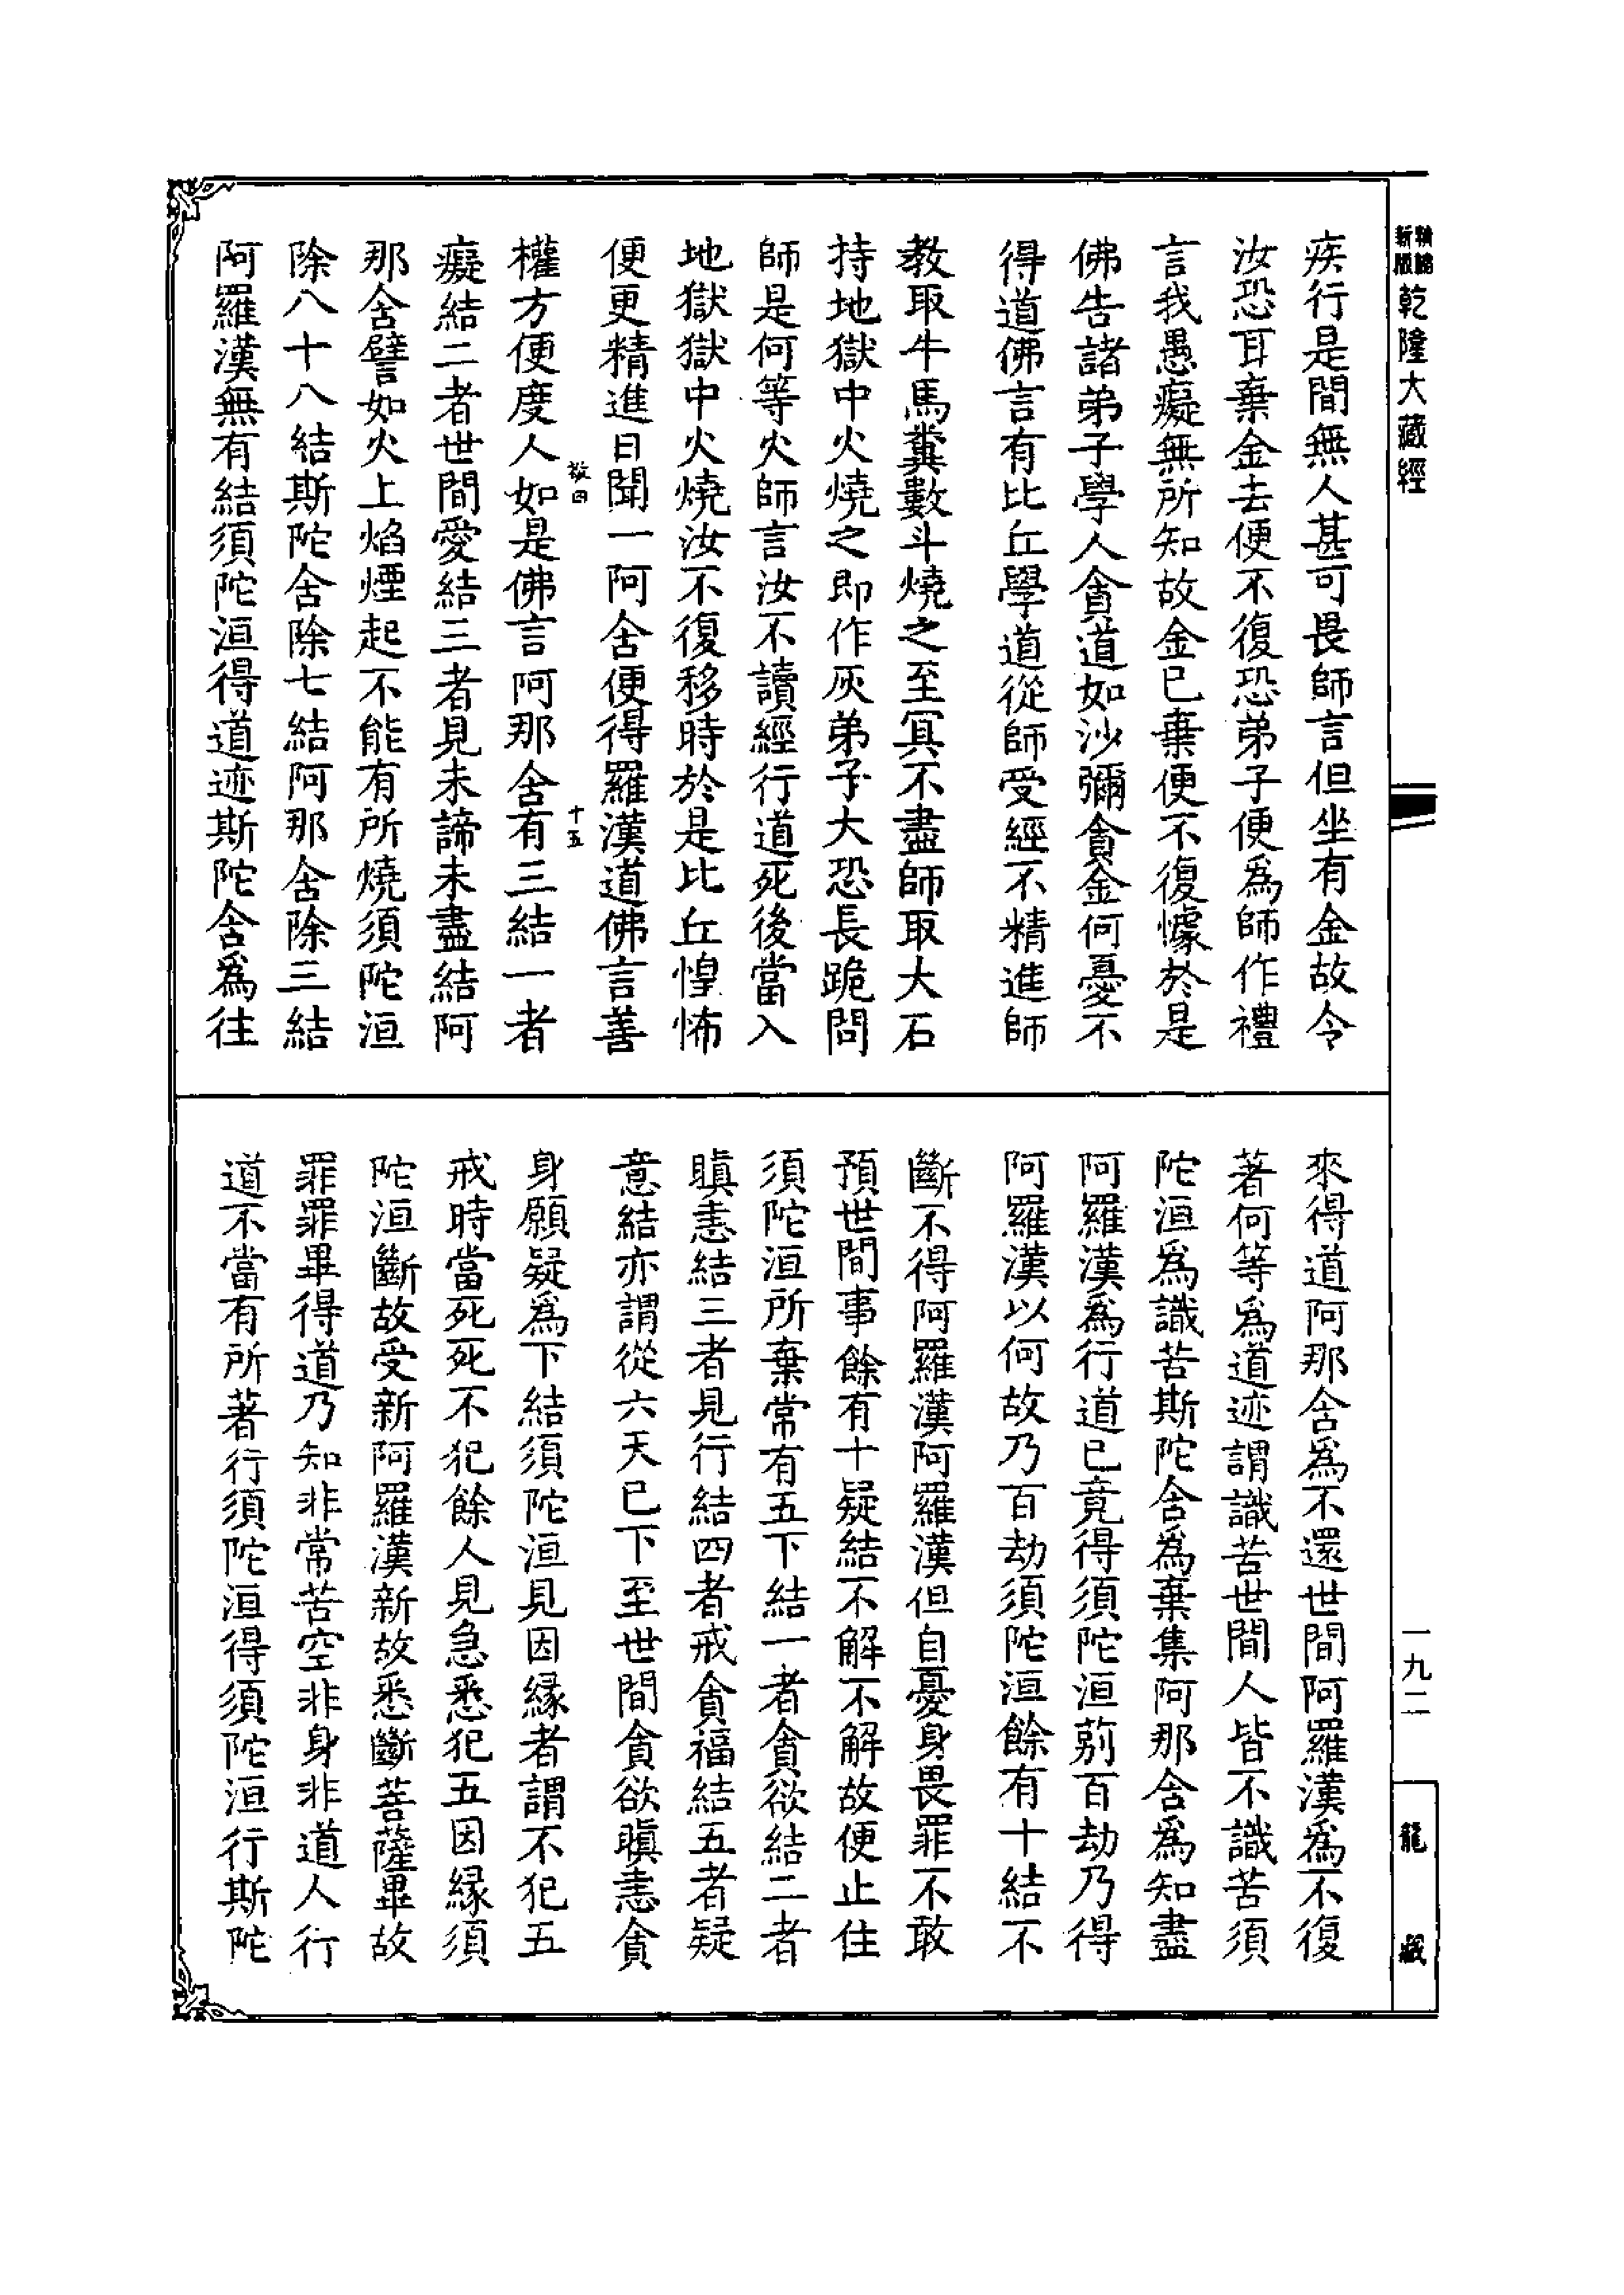 新版
乾隆大藏經
一九二
龍藏
疾行是間無人甚可畏師言但坐有金故令
汝恐耳棄金去便不復恐弟子便為師作禮
言我愚癡無所知故金已棄便不復懅於是
佛告諸弟子學人貪道如沙彌貪金何憂不
得道佛言有比丘學道從師受經不精進師
教取牛馬糞數斗燒之至冥不盡師取大石
持地獄中火燒之即作灰弟子大恐長跪問
師是何等火師言汝不讀經行道死後當入
地獄獄中火燒汝不復移時於是比丘惶怖
便更精進日聞一阿含便得羅漢道佛言善
十五
權方便度人如是佛言阿那含有三結一者
癡結二者世間愛結三者見未諦未盡結阿
那含譬如火上焰煙起不能有所燒須陀洹
除八十八結斯陀含除七結阿那含除三結
阿羅漢無有結須陀洹得道迹斯陀含為往
來得道阿那含為不還世間阿羅漢為不復
著何等為道迹謂識苦世間人皆不識苦須
陀洹為識苦斯陀含為棄集阿那含為知盡
阿羅漢為行道已竟得須陀洹前百劫乃得
阿羅漢以何故乃百劫須陀洹餘有十結不
斷不得阿羅漢阿羅漢但自憂身畏罪不敢
預世間事餘有十疑結不解不解故便止住
須陀洹所棄常有五下結一者貪欲結二者
瞋恚結三者見行結四者戒貪福結五者疑
意結亦謂從六天已下至世間貪欲瞋恚貪
身願疑為下結須陀洹見因緣者謂不犯五
戒時當死死不犯餘人見急悉犯五因緣須
陀洹斷故受新阿羅漢新故悉斷菩薩畢故
罪罪畢得道乃知非常苦空非身非道人行
道不當有所著行須陀洹得須陀洹行斯陀